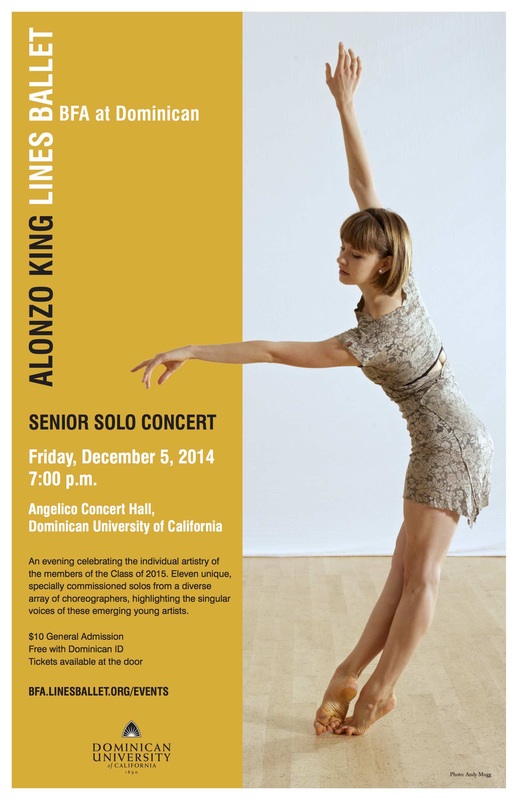 ALONZO KING LINES BALLET
BFA at Dominican
SENIOR SOLO CONCERT
Friday, December 5, 2014
7:00 p.m.
Angelico Concert Hall,
Dominican University of California
An evening celebrating the individual artistry of
the members of the Class of 2015. Eleven unique,
specially commissioned solos from a diverse
array of choreographers, highlighting the singular
voices of these emerging young artists.
$10 General Admission
Free with Dominican ID
Tickets available at the door
BFA.LINESBALLET.ORG/EVENTS
DOMINICAN
UNIVERSITY
of CALIFORNIA
1890
Photo: Andy Mogg